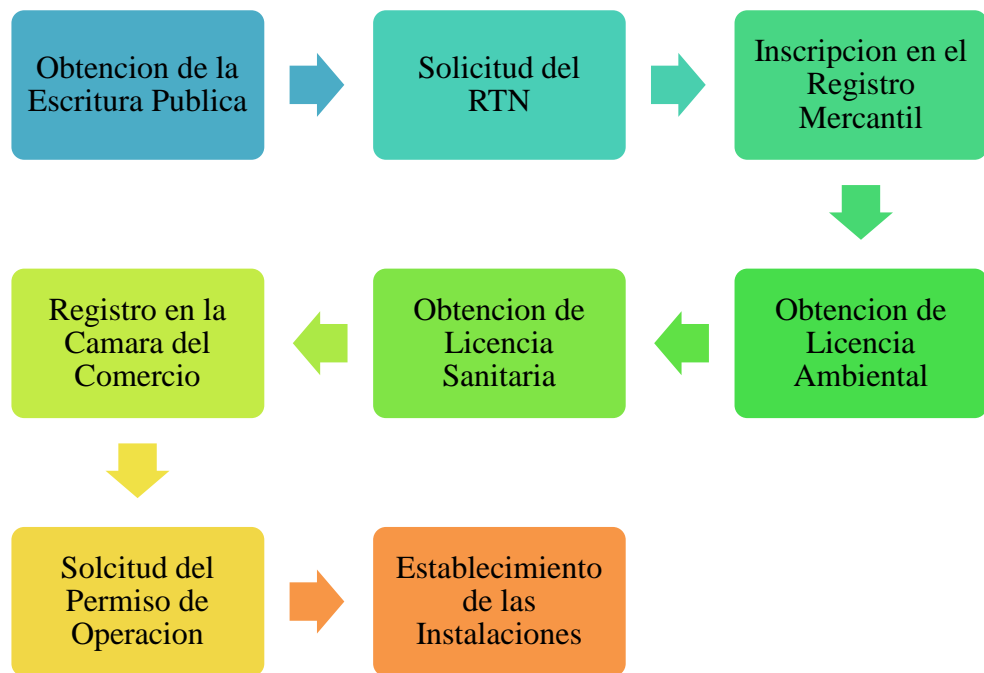 Obtencion de la
Escritura Publica
Solicitud del
RTN
Inscripcion en el
Registro
Mercantil
Obtencion de
Licencia
Ambiental
Obtencion de
Licencia
Sanitaria
Registro en la
Camara del
Comercio
Solcitud del
Permiso de
Operacion
Establecimiento
de las
Instalaciones